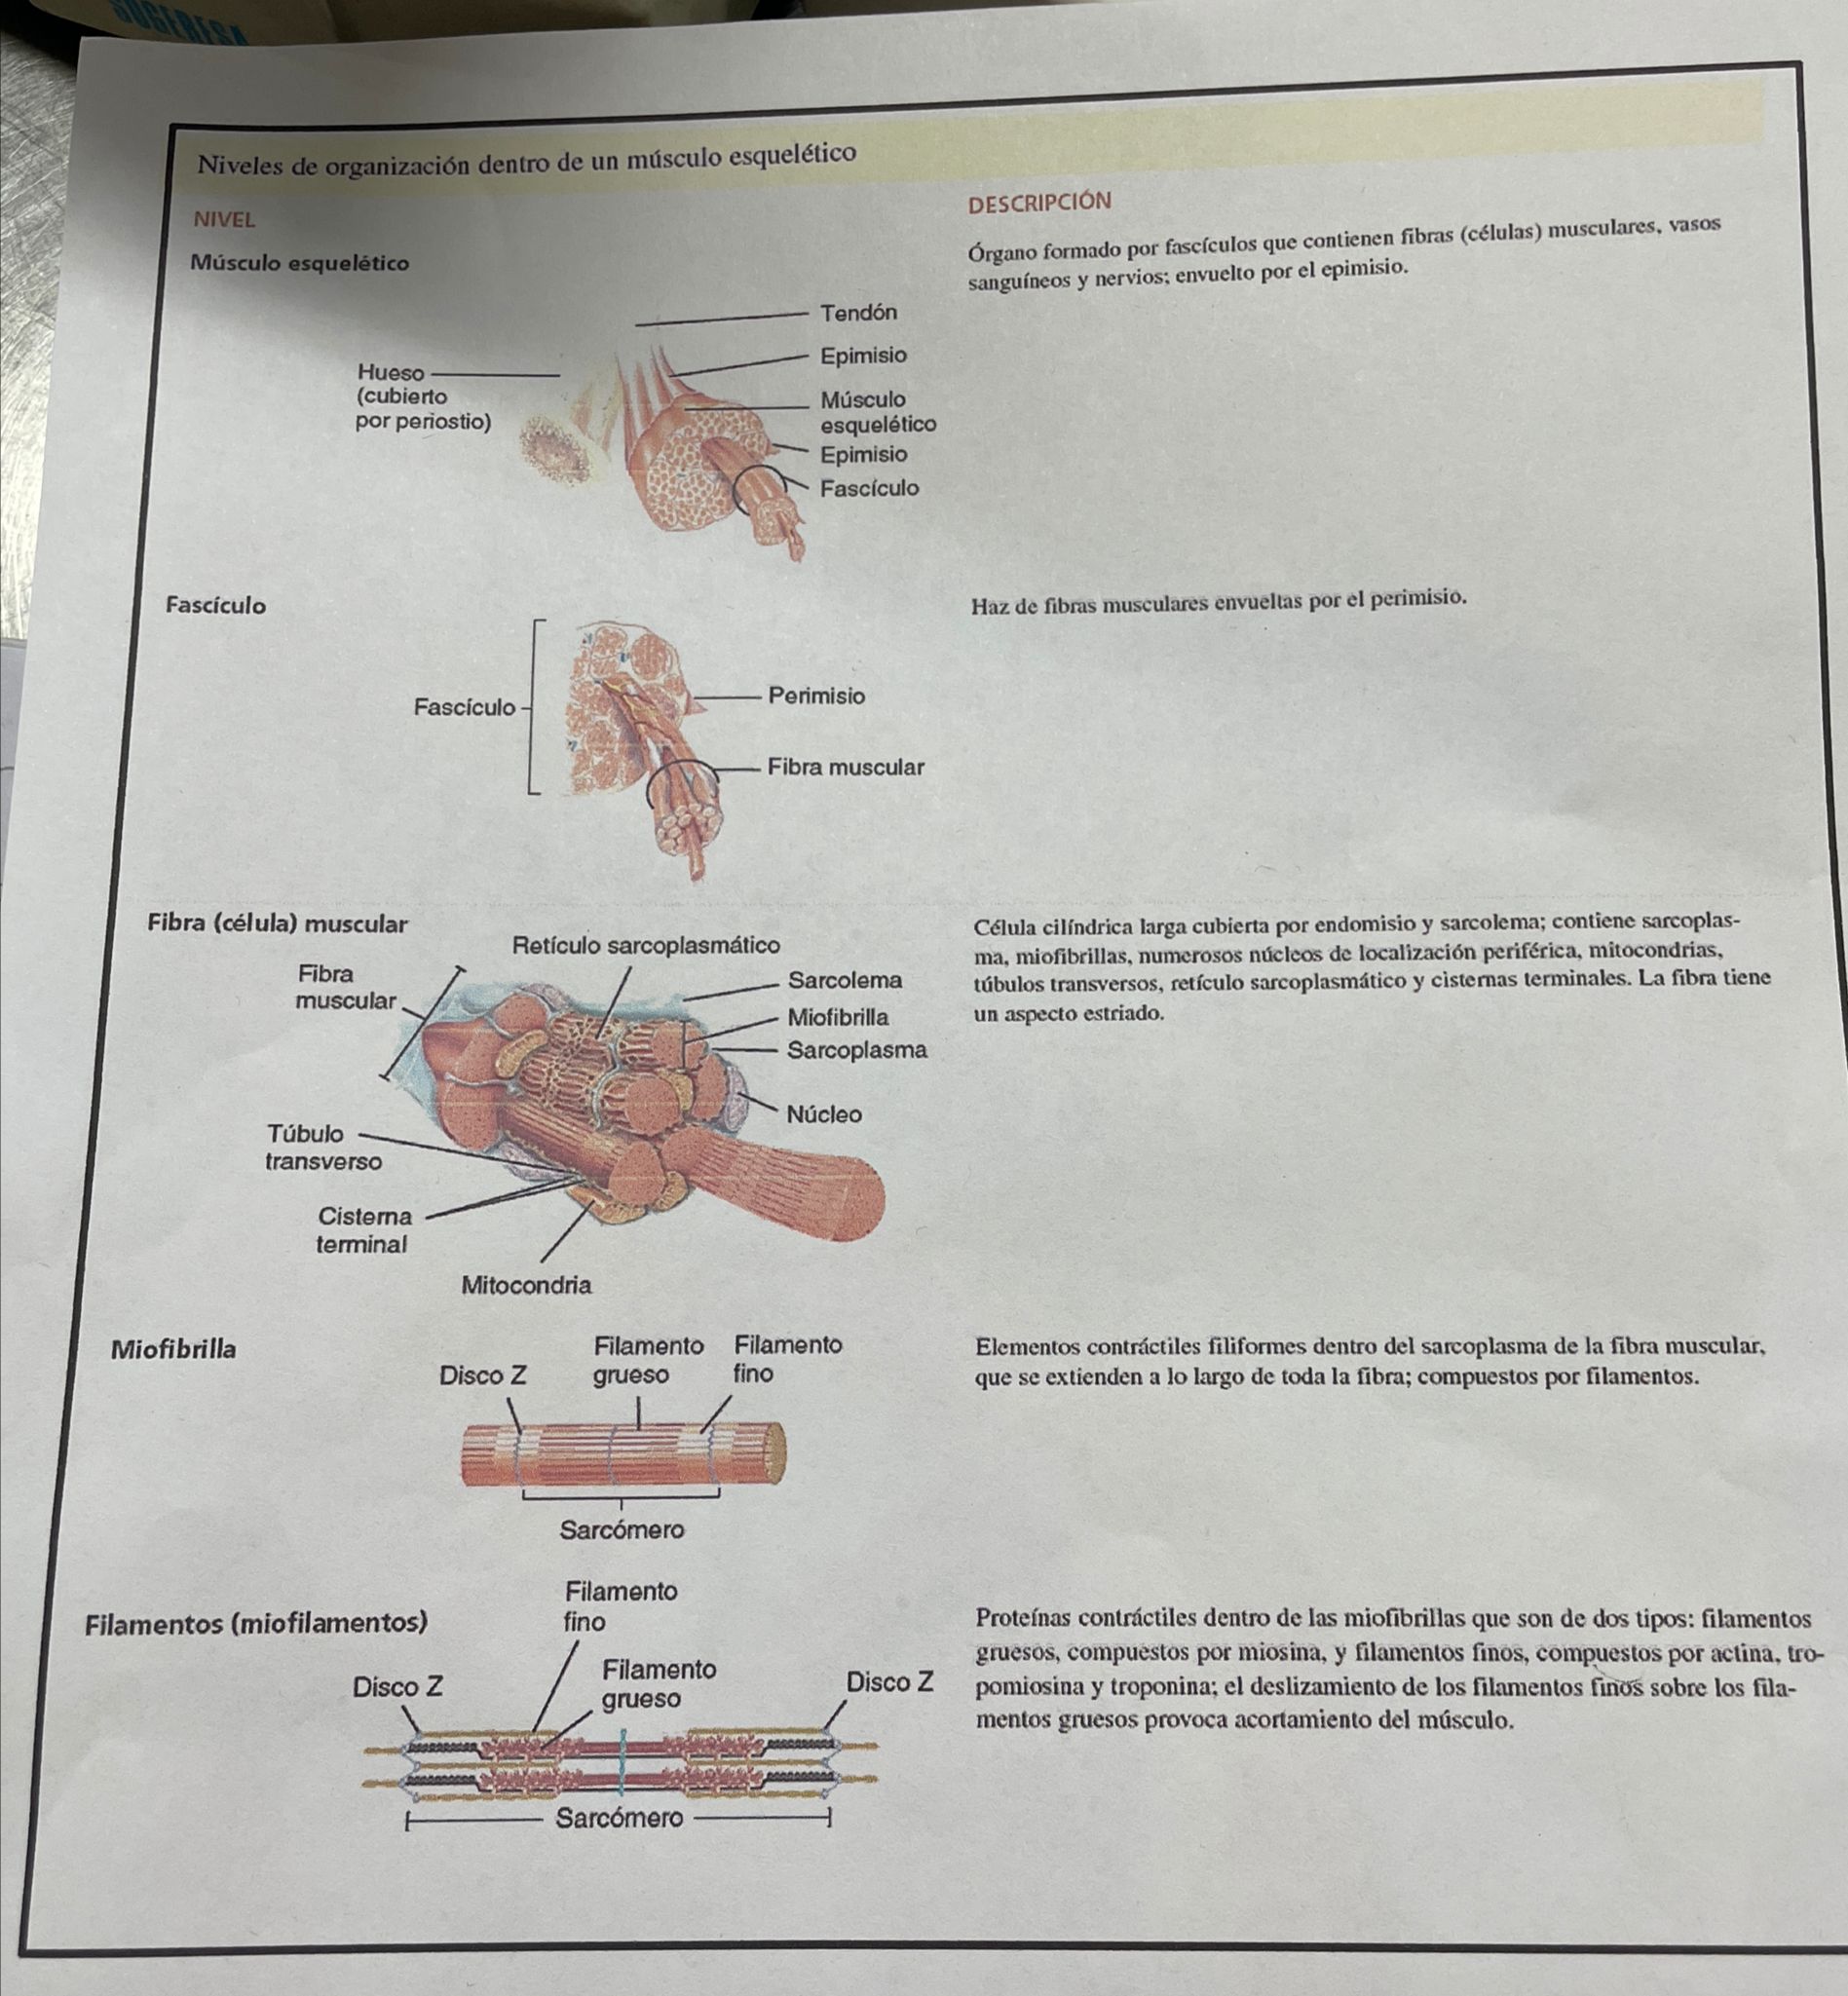 SUGERESA
Niveles de organización dentro de un músculo esquelético
NIVEL
DESCRIPCIÓN
Músculo esquelético
Órgano formado por fascículos que contienen fibras (células) musculares, vasos
sanguíneos y nervios; envuelto por el epimisio.
Tendón
Epimisio
Hueso
(cubierto
por periostio)
Músculo
esquelético
Epimisio
Fascículo
Fascículo
Haz de fibras musculares envueltas por el perimisio.
Fascículo
Perimisio
Fibra muscular
Fibra (célula) muscular
Célula cilíndrica larga cubierta por endomisio y sarcolema; contiene sarcoplas-
ma, miofibrillas, numerosos núcleos de localización periférica, mitocondrias,
túbulos transversos, retículo sarcoplasmático y cisternas terminales. La fibra tiene
un aspecto estriado.
Retículo sarcoplasmático
Fibra
muscular
Sarcolema
Miofibrilla
Sarcoplasma
Núcleo
Túbulo
transverso
Cisterna
terminal
Mitocondria
Miofibrilla
Elementos contráctiles filiformes dentro del sarcoplasma de la fibra muscular,
que se extienden a lo largo de toda la fibra; compuestos por filamentos.
Disco Z
Filamento
grueso
Filamento
fino
Sarcómero
Filamentos (miofilamentos)
Proteínas contráctiles dentro de las miofibrillas que son de dos tipos: filamentos
gruesos, compuestos por miosina, y filamentos finos, compuestos por actina, tro-
pomiosina y troponina; el deslizamiento de los filamentos finos sobre los fila-
mentos gruesos provoca acortamiento del músculo.
Filamento
fino
Disco Z
Filamento
grueso
Disco Z
Sarcómero